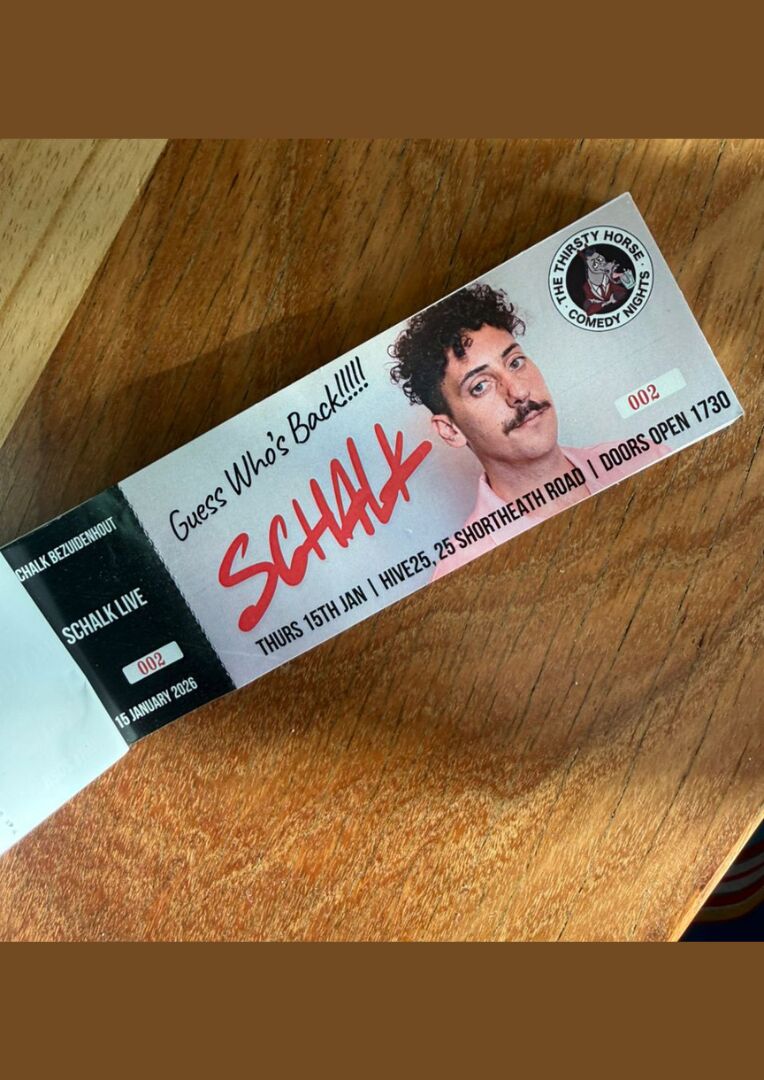 CHALK BEZUIDENHOUT
SCHALK LIVE
002
15 JANUARY 2026
Guess Who's Back!!!!!
SCHALK
THURS 15TH JAN | HIVE25, 25 SHORTHEATH ROAD | DOORS OPEN 1730
THE THIRSTY HORSE
· COMEDY NIGHTS ·
002